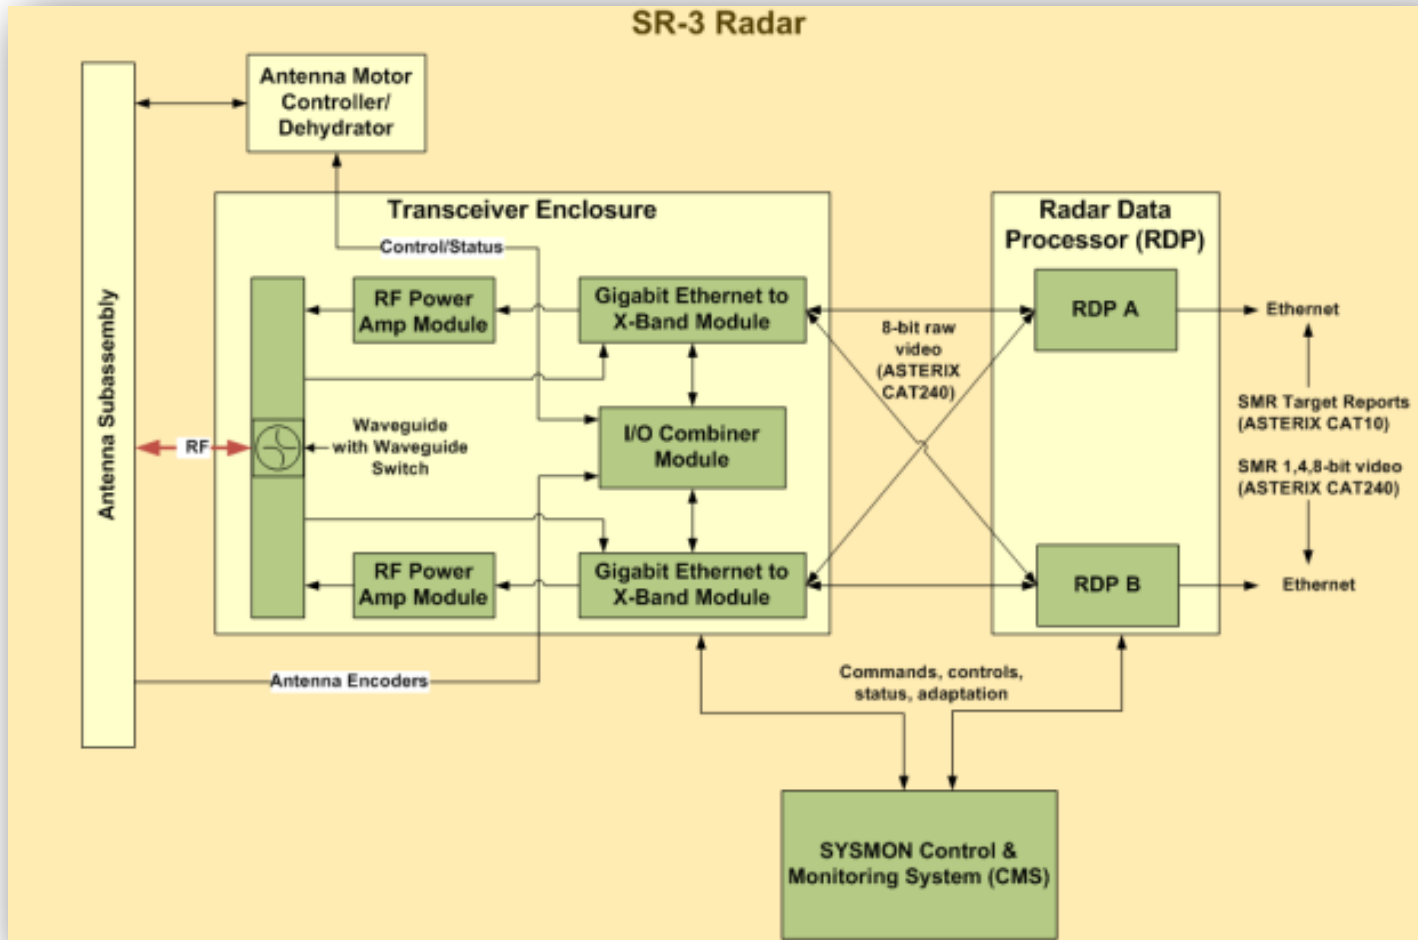 SR-3 Radar
Antenna Motor
Controller/
Dehydrator
Antenna Subassembly
Transceiver Enclosure
Control/Status
RF Power
Amp Module
Gigabit Ethernet to
X-Band Module
RF
Waveguide
with Waveguide
Switch
I/O Combiner
Module
RF Power
Amp Module
Gigabit Ethernet to
X-Band Module
Antenna Encoders
8-bit raw
video
(ASTERIX
CAT240)
Radar Data
Processor (RDP)
RDP A
RDP B
Ethernet
SMR Target Reports
(ASTERIX CAT10)
SMR 1,4,8-bit video
(ASTERIX CAT240)
Ethernet
Commands, controls,
status, adaptation
SYSMON Control &
Monitoring System (CMS)